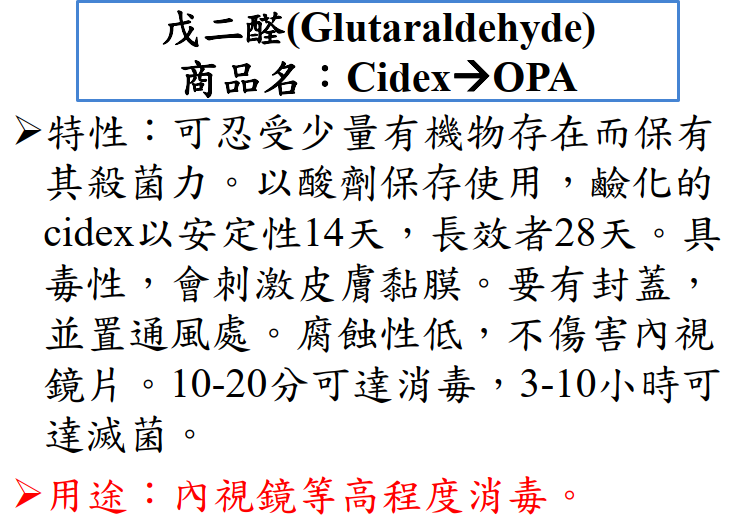 戊二醛(Glutaraldehyde)
商品名：Cidex→OPA
➢特性：可忍受少量有機物存在而保有
其殺菌力。以酸劑保存使用，鹼化的
cidex以安定性14天，長效者28天。具
毒性，會刺激皮膚黏膜。要有封蓋，
並置通風處。腐蝕性低，不傷害內視
鏡片。10-20分可達消毒，3-10小時可
達滅菌。
➢用途：內視鏡等高程度消毒。